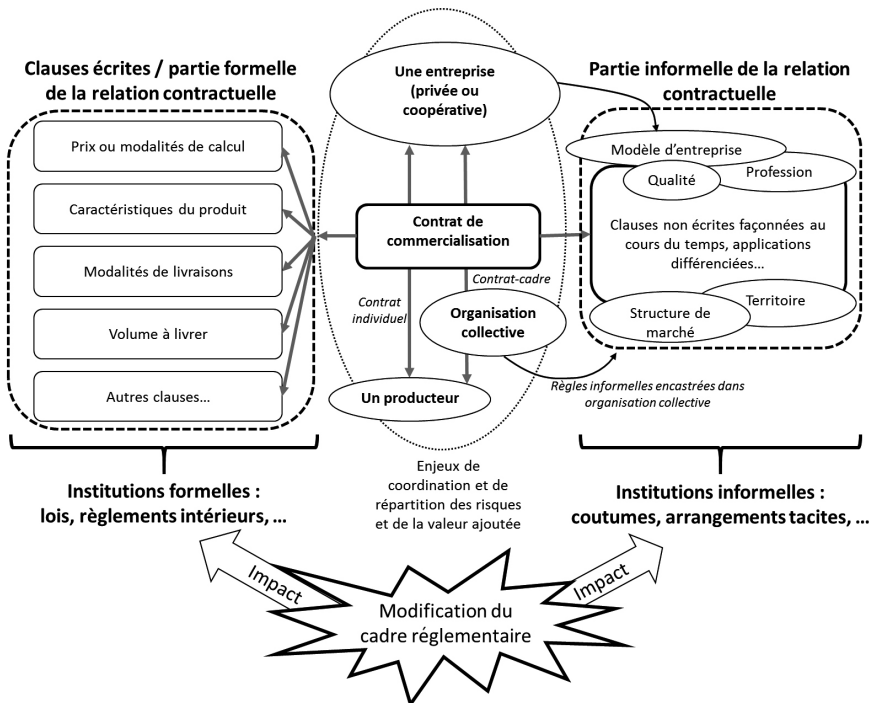 Clauses écrites / partie formelle
de la relation contractuelle
Prix ou modalités de calcul
Caractéristiques du produit
Modalités de livraisons
Volume à livrer
Autres clauses...
Institutions formelles :
lois, règlements intérieurs, ...
Une entreprise
(privée ou
coopérative)
Contrat de
commercialisation
Contrat-cadre
Contrat
individuel
Organisation
collective
Un producteur
Enjeux de
coordination et de
répartition des risques
et de la valeur ajoutée
Partie informelle de la relation
contractuelle
Modèle d’entreprise
Profession
Qualité
Clauses non écrites façonnées au
cours du temps, applications
différenciées...
Territoire
Structure de
marché
Règles informelles encastrées dans
organisation collective
Institutions informelles :
coutumes, arrangements tacites, ...
Impact
Impact
Modification du
cadre réglementaire